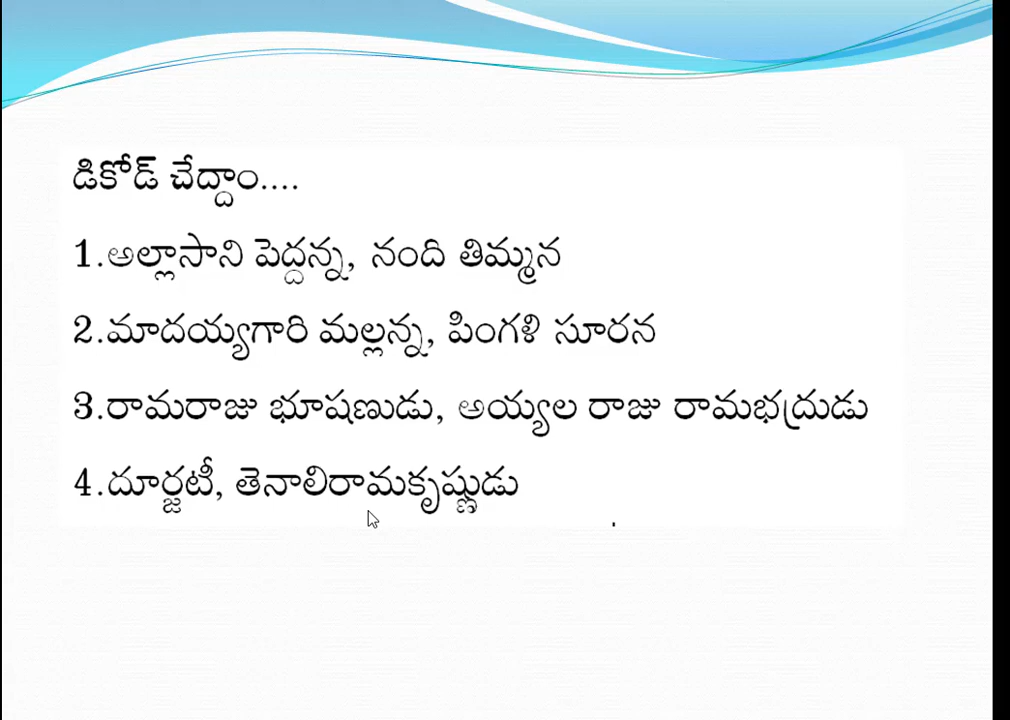 డికోడ్ చేద్దాం....
1.అల్లాసాని పెద్దన్న, నంది తిమ్మన
2.మాదయ్యగారి మల్లన్న, పింగళి సూరన
3.రామరాజు భూషణుడు, అయ్యల రాజు రామభద్రుడు
4.దూర్జటీ, తెనాలిరామకృష్ణుడు